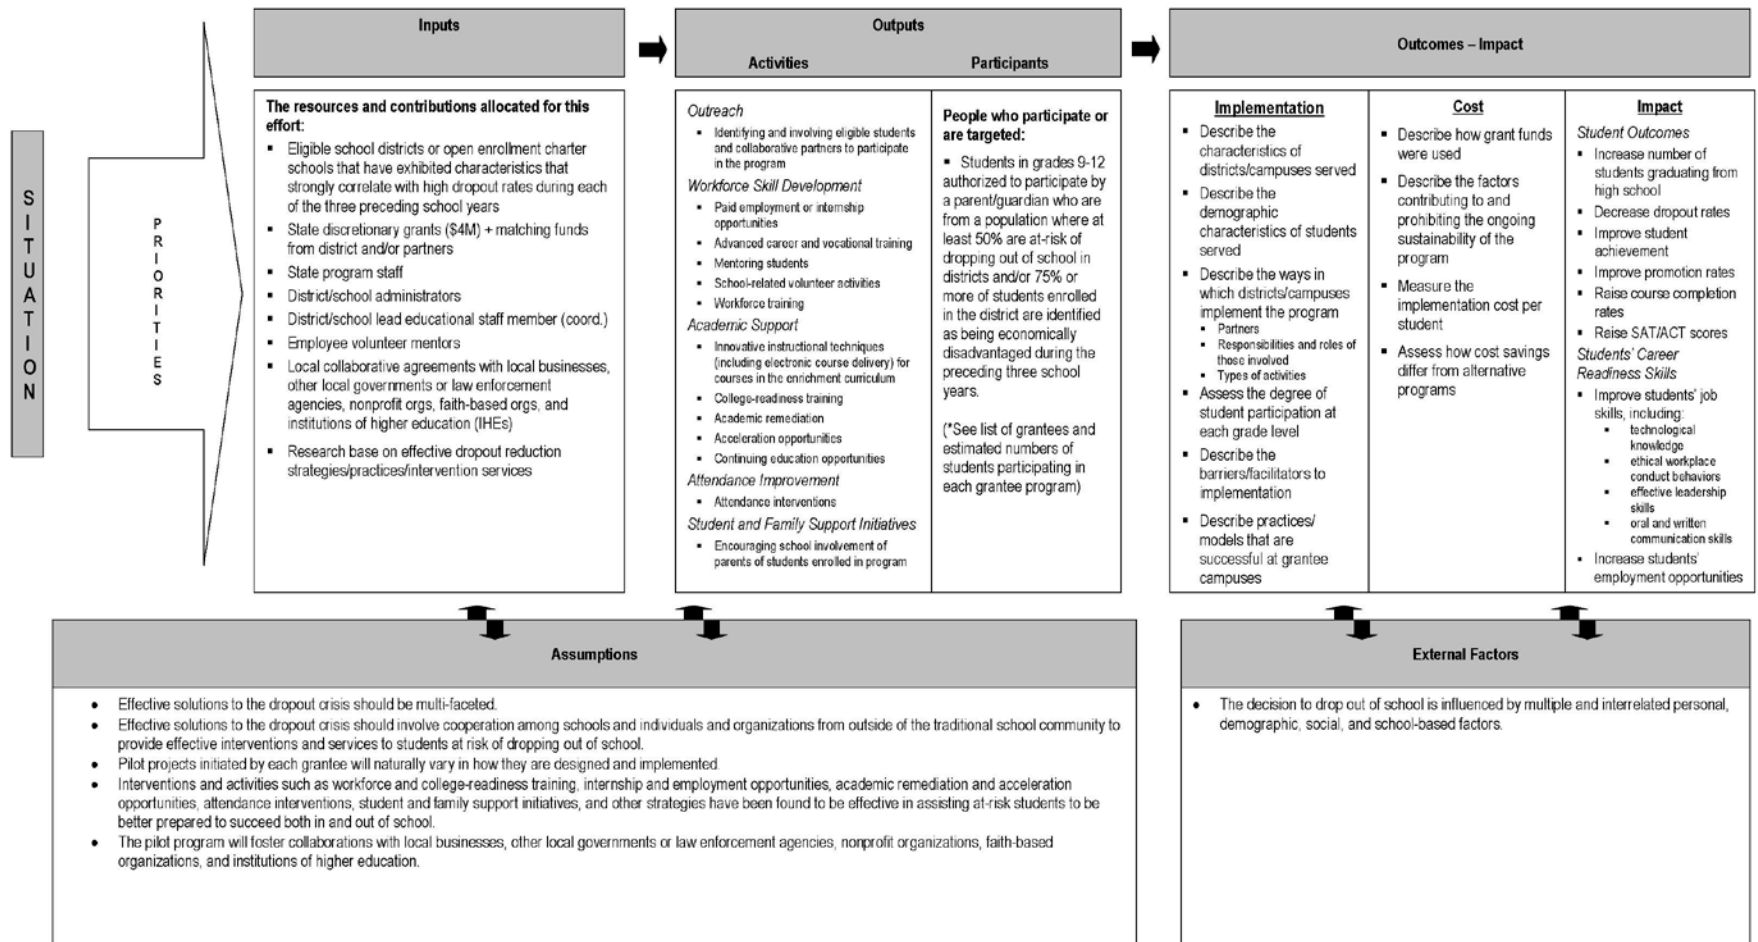 SITUATION
PRIORITIES
Inputs
The resources and contributions allocated for this
effort:
▪ Eligible school districts or open enrollment charter
schools that have exhibited characteristics that
strongly correlate with high dropout rates during each
of the three preceding school years
▪ State discretionary grants ($4M) + matching funds
from district and/or partners
▪ State program staff
▪ District/school administrators
▪ District/school lead educational staff member (coord.)
▪ Employee volunteer mentors
▪ Local collaborative agreements with local businesses,
other local governments or law enforcement
agencies, nonprofit orgs, faith-based orgs, and
institutions of higher education (IHEs)
▪ Research base on effective dropout reduction
strategies/practices/intervention services
Outputs
Activities
Participants
Outreach
▪ Identifying and involving eligible students
and collaborative partners to participate
in the program
Workforce Skill Development
▪ Paid employment or internship
opportunities
▪ Advanced career and vocational training
▪ Mentoring students
▪ School-related volunteer activities
▪ Workforce training
Academic Support
▪ Innovative instructional techniques
(including electronic course delivery) for
courses in the enrichment curriculum
▪ College-readiness training
▪ Academic remediation
▪ Acceleration opportunities
▪ Continuing education opportunities
Attendance Improvement
▪ Attendance interventions
Student and Family Support Initiatives
▪ Encouraging school involvement of
parents of students enrolled in program
People who participate or
are targeted:
▪ Students in grades 9-12
authorized to participate by
a parent/guardian who are
from a population where at
least 50% are at-risk of
dropping out of school in
districts and/or 75% or
more of students enrolled
in the district are identified
as being economically
disadvantaged during the
preceding three school
years.
(*See list of grantees and
estimated numbers of
students participating in
each grantee program)
Outcomes – Impact
Implementation
▪ Describe the
characteristics of
districts/campuses served
▪ Describe the
demographic
characteristics of students
served
▪ Describe the ways in
which districts/campuses
implement the program
▪ Partners
▪ Responsibilities and roles of
those involved
▪ Types of activities
▪ Assess the degree of
student participation at
each grade level
▪ Describe the
barriers/facilitators to
implementation
▪ Describe practices/
models that are
successful at grantee
campuses
Cost
▪ Describe how grant funds
were used
▪ Describe the factors
contributing to and
prohibiting the ongoing
sustainability of the
program
▪ Measure the
implementation cost per
student
▪ Assess how cost savings
differ from alternative
programs
Impact
Student Outcomes
▪ Increase number of
students graduating from
high school
▪ Decrease dropout rates
▪ Improve student
achievement
▪ Improve promotion rates
▪ Raise course completion
rates
▪ Raise SAT/ACT scores
Students' Career
Readiness Skills
▪ Improve students' job
skills, including:
▪ technological
knowledge
▪ ethical workplace
conduct behaviors
▪ effective leadership
skills
▪ oral and written
communication skills
▪ Increase students'
employment opportunities
Assumptions
• Effective solutions to the dropout crisis should be multi-faceted.
• Effective solutions to the dropout crisis should involve cooperation among schools and individuals and organizations from outside of the traditional school community to
provide effective interventions and services to students at risk of dropping out of school.
• Pilot projects initiated by each grantee will naturally vary in how they are designed and implemented.
• Interventions and activities such as workforce and college-readiness training, internship and employment opportunities, academic remediation and acceleration
opportunities, attendance interventions, student and family support initiatives, and other strategies have been found to be effective in assisting at-risk students to be
better prepared to succeed both in and out of school.
• The pilot program will foster collaborations with local businesses, other local governments or law enforcement agencies, nonprofit organizations, faith-based
organizations, and institutions of higher education.
External Factors
• The decision to drop out of school is influenced by multiple and interrelated personal,
demographic, social, and school-based factors.